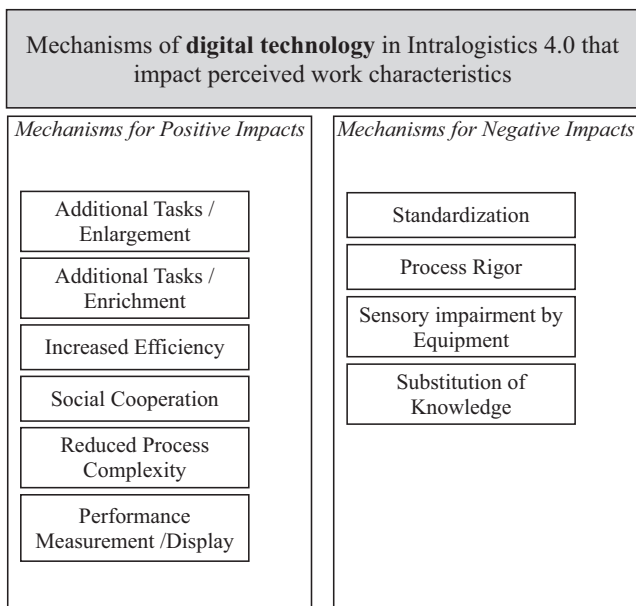 Mechanisms of digital technology in Intralogistics 4.0 that
impact perceived work characteristics
Mechanisms for Positive Impacts
Additional Tasks /
Enlargement
Additional Tasks /
Enrichment
Increased Efficiency
Social Cooperation
Reduced Process
Complexity
Performance
Measurement /Display
Mechanisms for Negative Impacts
Standardization
Process Rigor
Sensory impairment by
Equipment
Substitution of
Knowledge